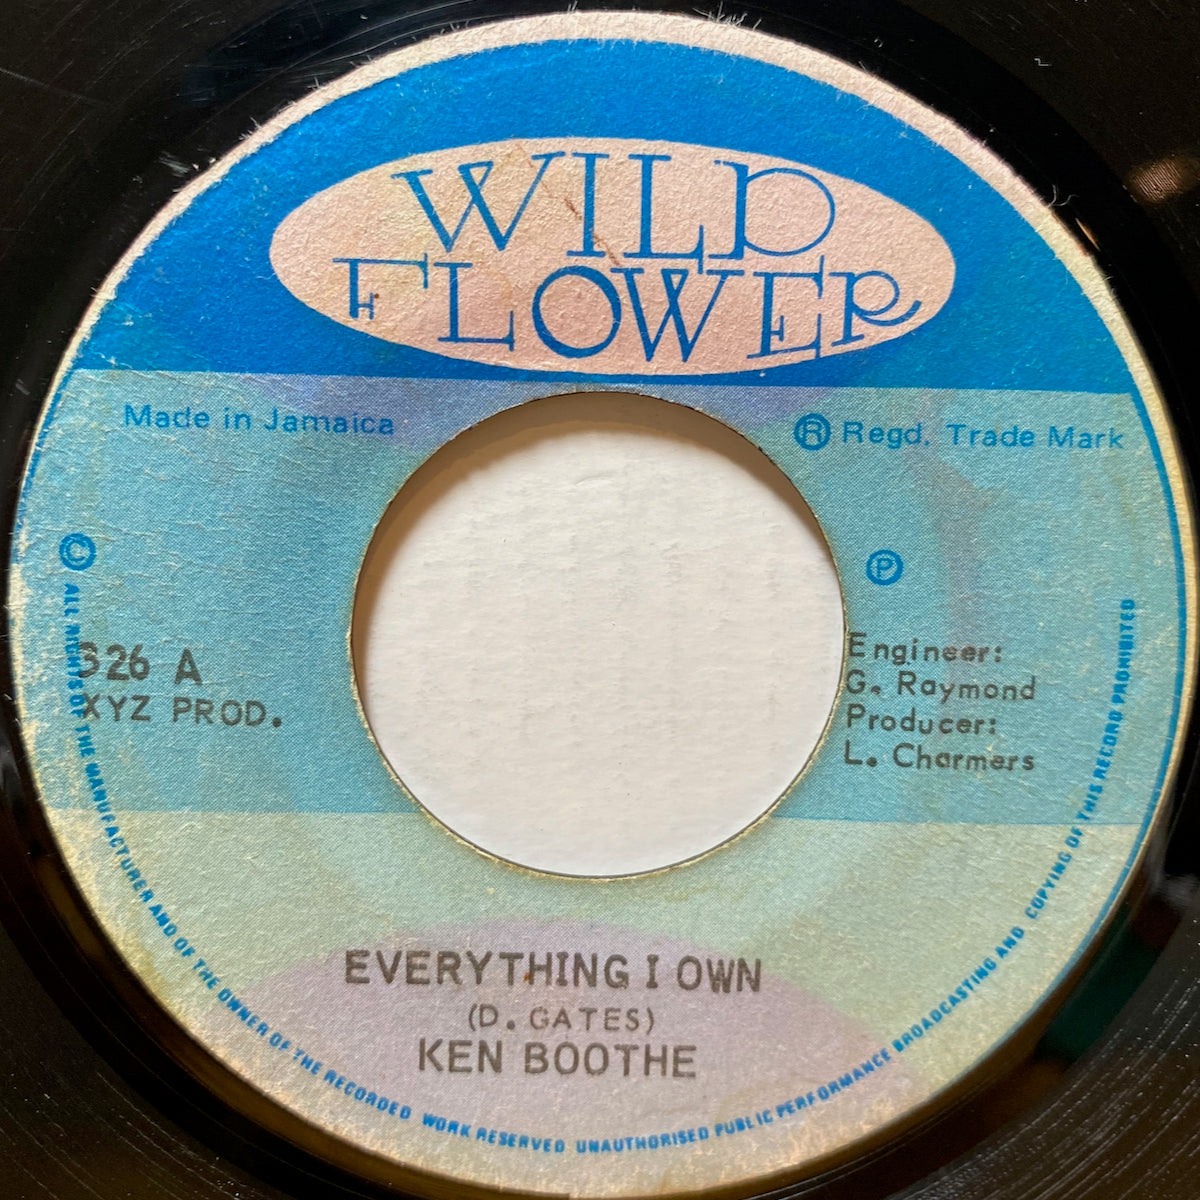 WILD
FLOWER
Made in Jamaica
® Regd. Trade Mark
©
℗
326 A
XYZ PROD.
Engineer:
G. Raymond
Producer:
L. Charmers
EVERYTHING I OWN
(D. GATES)
KEN BOOTHE
ALL RIGHTS OF THE MANUFACTURER AND OF THE OWNER OF THE RECORDED WORK RESERVED UNAUTHORISED PUBLIC PERFORMANCE BROADCASTING AND COPYING OF THIS RECORD PROHIBITED